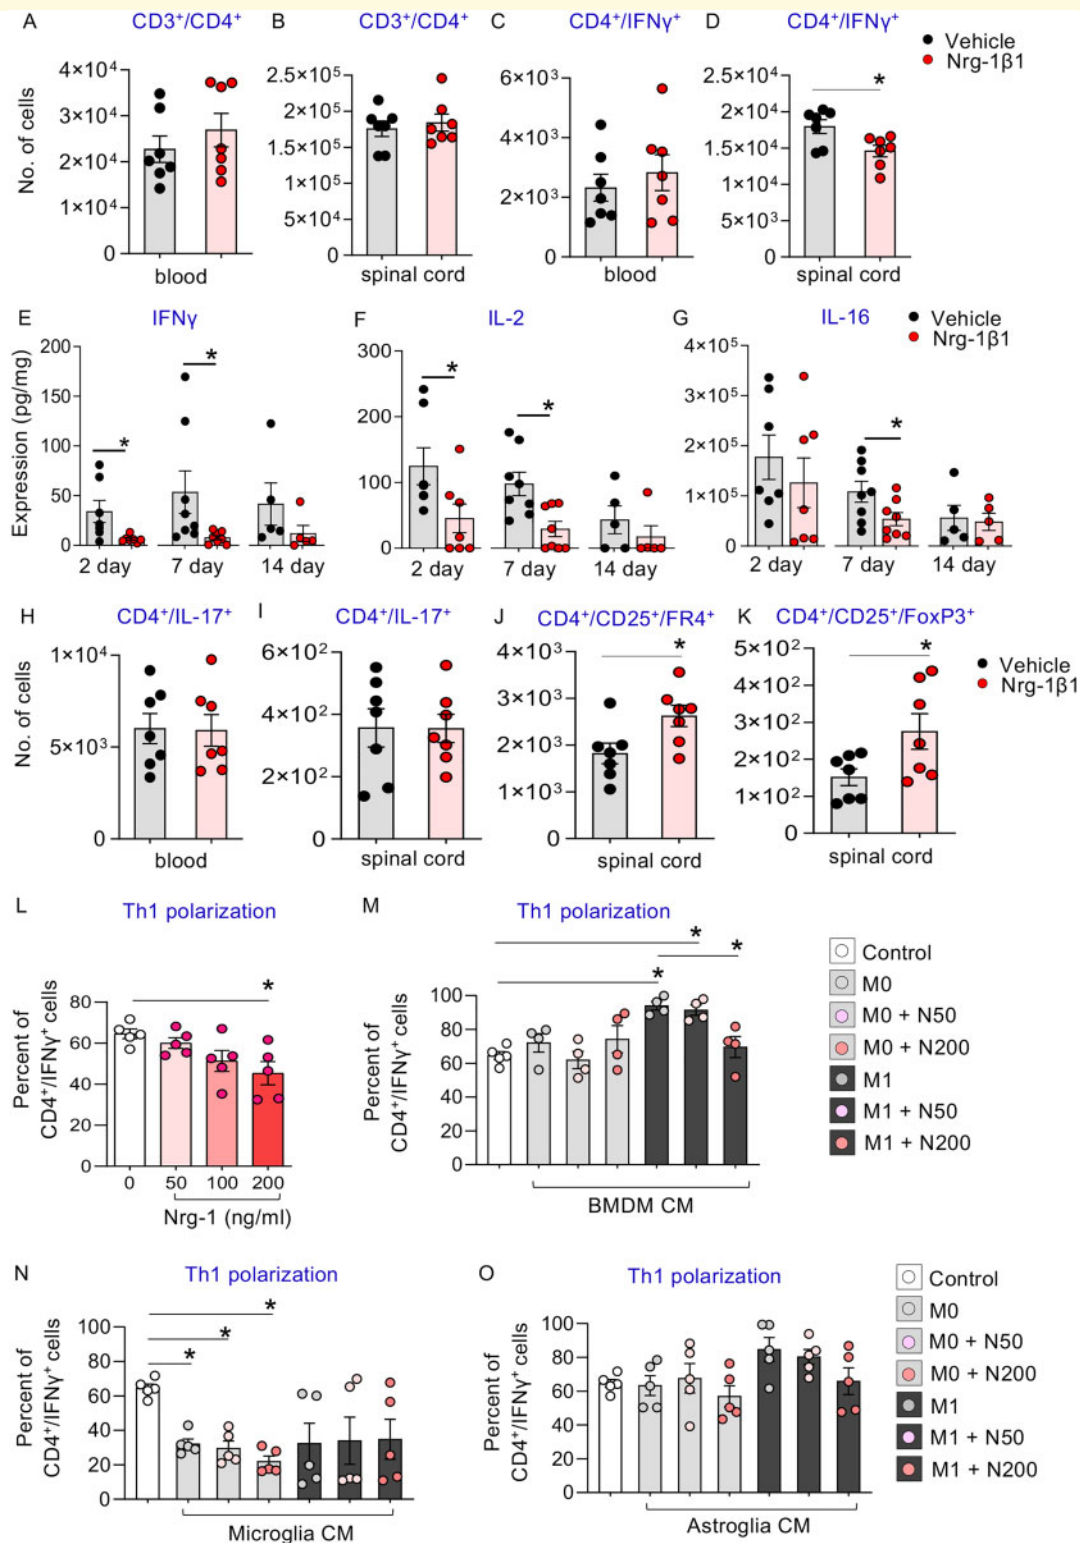 A CD3⁺/CD4⁺ B CD3⁺/CD4⁺ C CD4⁺/IFNγ⁺ D CD4⁺/IFNγ⁺
Vehicle
Nrg-1β1
No. of cells
4×10⁴
3×10⁴
2×10⁴
1×10⁴
0
blood
2.5×10⁵
2×10⁵
1.5×10⁵
1×10⁵
5×10⁴
0
spinal cord
6×10³
4×10³
2×10³
0
blood
*
2.5×10⁴
2×10⁴
1.5×10⁴
1×10⁴
5×10³
0
spinal cord
E IFNγ F IL-2 G IL-16
Vehicle
Nrg-1β1
Expression (pg/mg)
* *
200
150
100
50
0
2 day 7 day 14 day
* *
300
200
100
0
2 day 7 day 14 day
*
4×10⁵
3×10⁵
2×10⁵
1×10⁵
0
2 day 7 day 14 day
H CD4⁺/IL-17⁺ I CD4⁺/IL-17⁺ J CD4⁺/CD25⁺/FR4⁺ K CD4⁺/CD25⁺/FoxP3⁺
Vehicle
Nrg-1β1
No. of cells
1×10⁴
5×10³
0
blood
6×10²
4×10²
2×10²
0
spinal cord
*
4×10³
3×10³
2×10³
1×10³
0
spinal cord
*
5×10²
4×10²
3×10²
2×10²
1×10²
0
spinal cord
L Th1 polarization
Percent of
CD4⁺/IFNγ⁺ cells
*
80
60
40
20
0
0 50 100 200
Nrg-1 (ng/ml)
M Th1 polarization
Percent of
CD4⁺/IFNγ⁺ cells
* * *
100
80
60
40
20
0
BMDM CM
Control
M0
M0 + N50
M0 + N200
M1
M1 + N50
M1 + N200
N Th1 polarization
Percent of
CD4⁺/IFNγ⁺ cells
* * *
100
80
60
40
20
0
Microglia CM
O Th1 polarization
Percent of
CD4⁺/IFNγ⁺ cells
100
80
60
40
20
0
Astroglia CM
Control
M0
M0 + N50
M0 + N200
M1
M1 + N50
M1 + N200